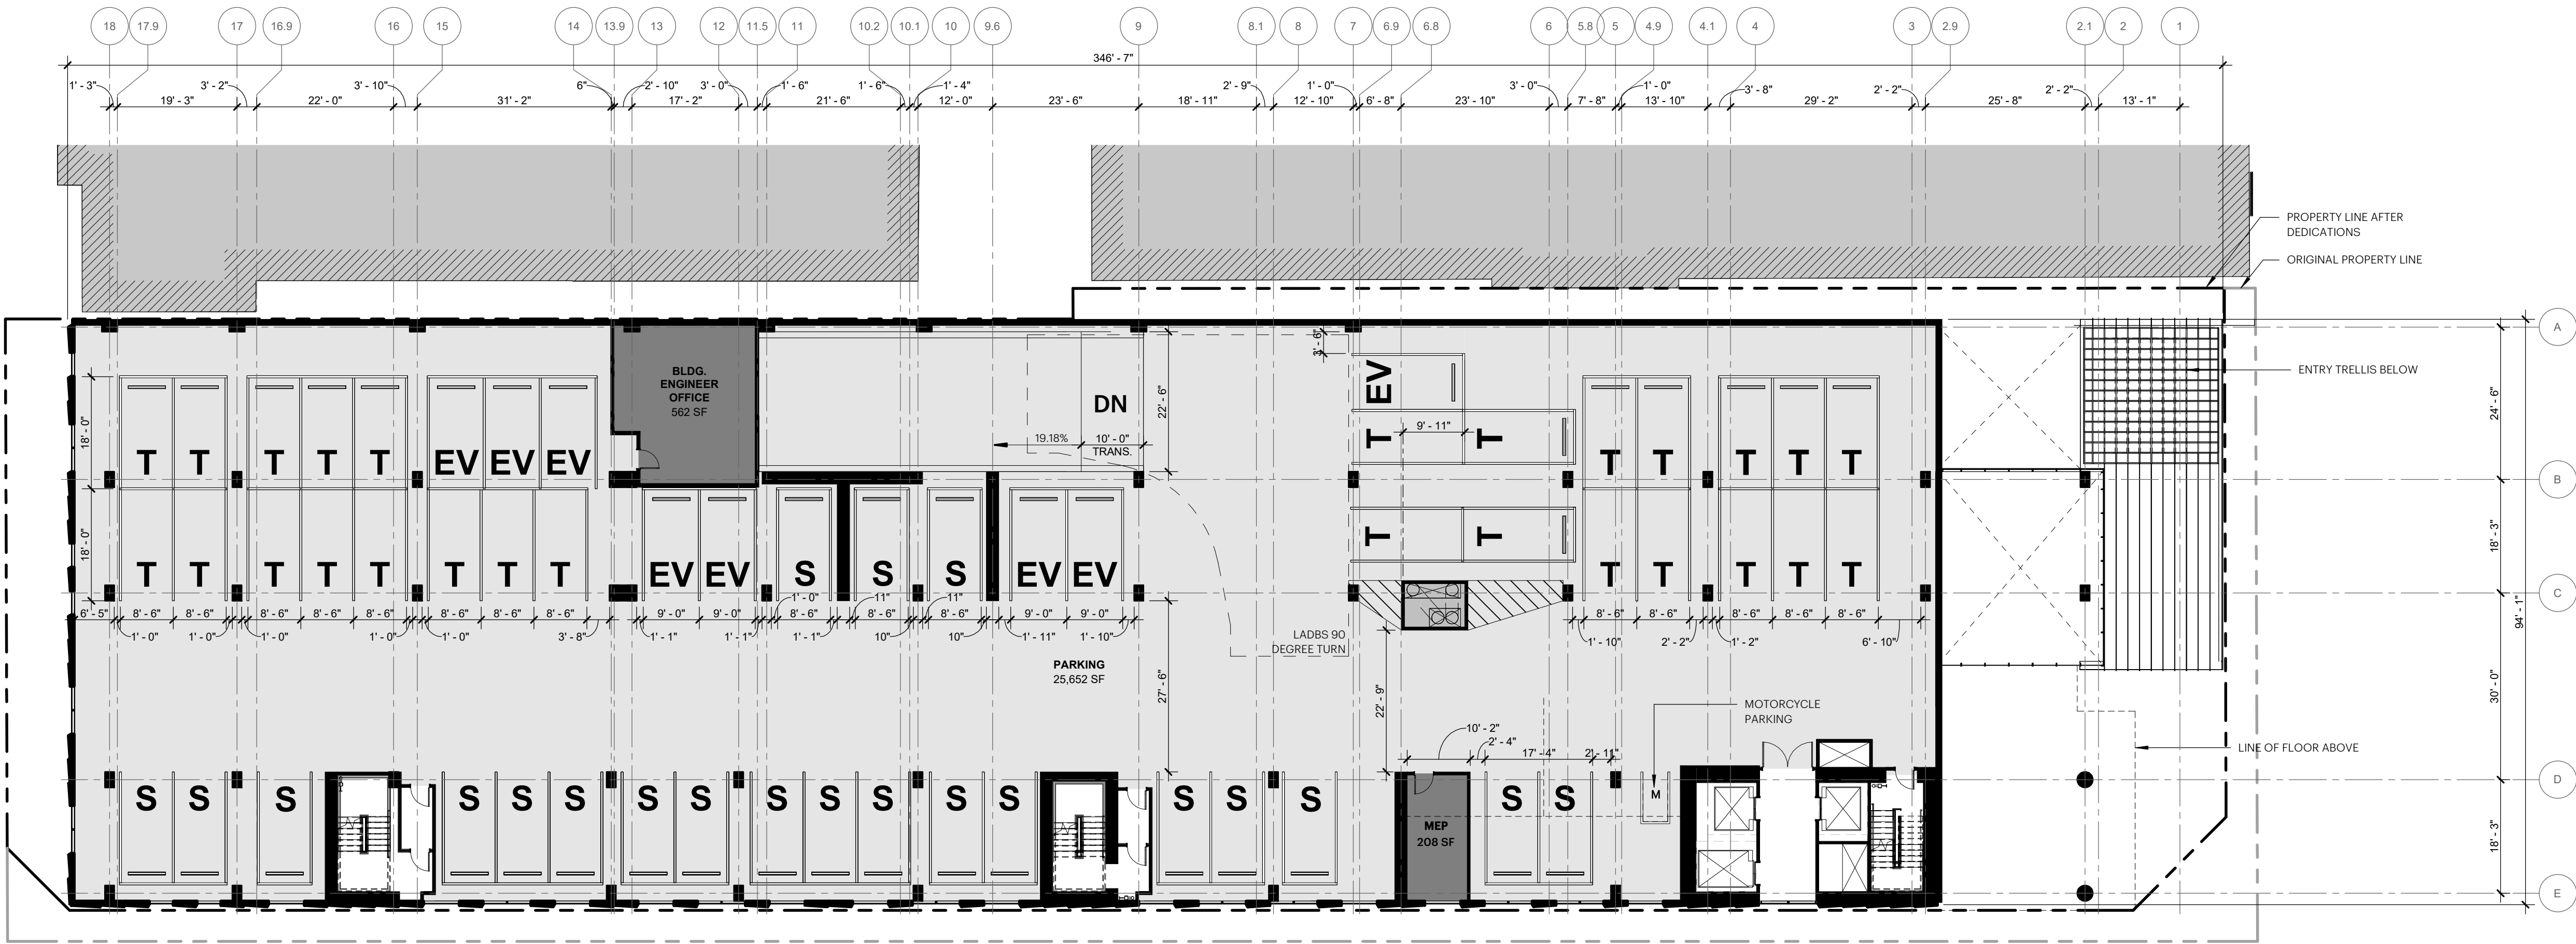 18 17.9 17 16.9 16 15 14 13.9 13 12 11.5 11 10.2 10.1 10 9.6 9 8.1 8 7 6.9 6.8 6 5.8 5 4.9 4.1 4 3 2.9 2.1 2 1
346' - 7"
1' - 3" 3' - 2" 3' - 10" 6" 2' - 10" 3' - 0" 1' - 6" 1' - 6" 1' - 4" 2' - 9" 1' - 0" 3' - 0" 1' - 0" 3' - 8" 2' - 2" 2' - 2"
19' - 3" 22' - 0" 31' - 2" 17' - 2" 21' - 6" 12' - 0" 23' - 6" 18' - 11" 12' - 10" 6' - 8" 23' - 10" 7' - 8" 13' - 10" 29' - 2" 25' - 8" 13' - 1"
PROPERTY LINE AFTER
DEDICATIONS
ORIGINAL PROPERTY LINE
A
3' - 6"
ENTRY TRELLIS BELOW
BLDG.
ENGINEER
OFFICE
562 SF
EV
DN
22' - 6"
24' - 6"
18' - 0"
9' - 11"
19.18% 10' - 0"
TRANS.
T T
T T T T T EV EV EV T T T T T
B
18' - 0"
18' - 3"
T T
T T T T T T T T EV EV S S S EV EV T T T T T
C
1' - 0" 11" 11"
6' - 5" 8' - 6" 8' - 6" 8' - 6" 8' - 6" 8' - 6" 8' - 6" 8' - 6" 8' - 6" 9' - 0" 9' - 0" 8' - 6" 8' - 6" 8' - 6" 9' - 0" 9' - 0" 8' - 6" 8' - 6" 8' - 6" 8' - 6" 8' - 6"
1' - 0" 1' - 0" 1' - 0" 1' - 0" 1' - 0" 3' - 8" 1' - 1" 1' - 1" 1' - 1" 10" 10" 1' - 11" 1' - 10" 1' - 10" 2' - 2" 1' - 2" 6' - 10"
94' - 1"
LADBS 90
DEGREE TURN
PARKING
25,652 SF
27' - 6"
22' - 9"
30' - 0"
MOTORCYCLE
PARKING
10' - 2"
2' - 4"
17' - 4" 2' - 11"
LINE OF FLOOR ABOVE
D
S S S S S S S S S S S S S S S S S S
M
MEP
208 SF
18' - 3"
E